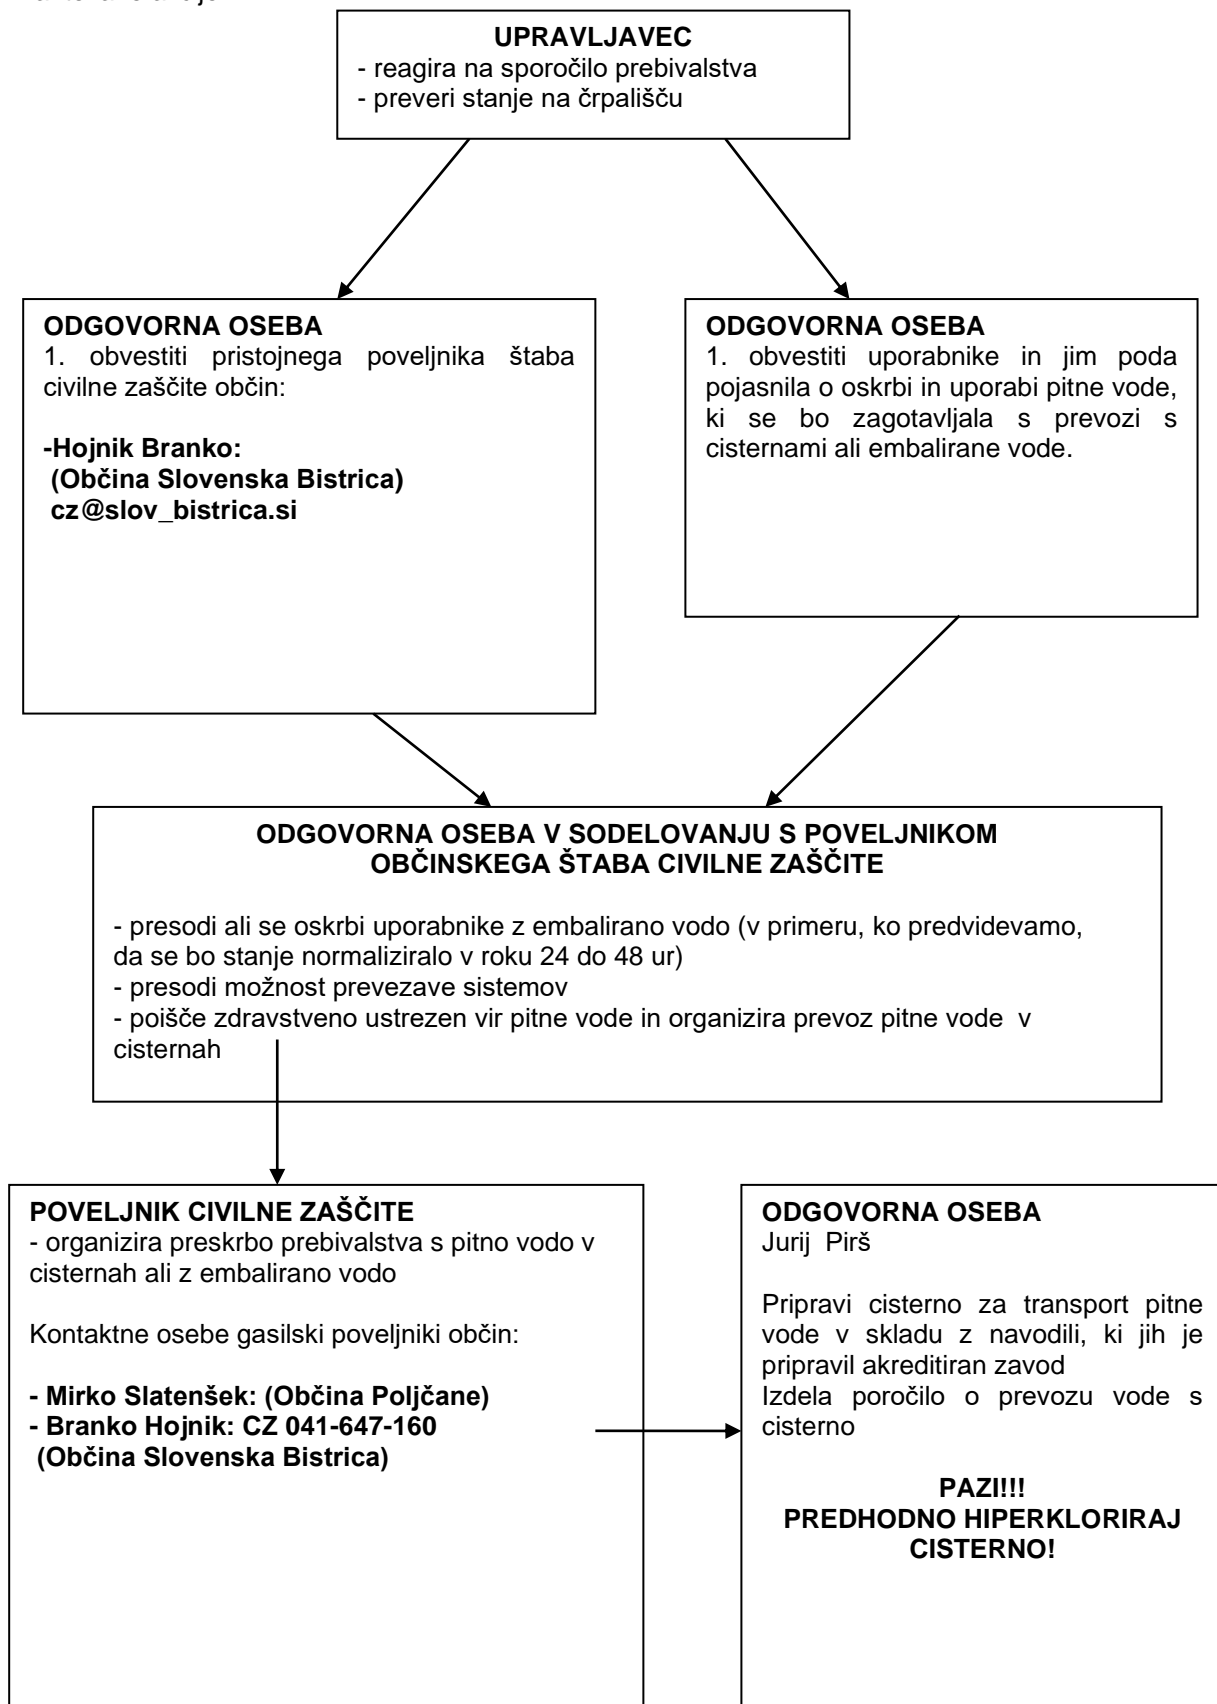 UPRAVLJAVEC
- reagira na sporočilo prebivalstva
- preveri stanje na črpališču
ODGOVORNA OSEBA
1. obvestiti pristojnega poveljnika štaba
civilne zaščite občin:
-Hojnik Branko:
(Občina Slovenska Bistrica)
cz@slov_bistrica.si
ODGOVORNA OSEBA
1. obvestiti uporabnike in jim poda
pojasnila o oskrbi in uporabi pitne vode,
ki se bo zagotavljala s prevozi s
cisternami ali embalirane vode.
ODGOVORNA OSEBA V SODELOVANJU S POVELJNIKOM
OBČINSKEGA ŠTABA CIVILNE ZAŠČITE
- presodi ali se oskrbi uporabnike z embalirano vodo (v primeru, ko predvidevamo,
da se bo stanje normaliziralo v roku 24 do 48 ur)
- presodi možnost prevezave sistemov
- poišče zdravstveno ustrezen vir pitne vode in organizira prevoz pitne vode v
cisternah
POVELJNIK CIVILNE ZAŠČITE
- organizira preskrbo prebivalstva s pitno vodo v
cisternah ali z embalirano vodo
Kontaktne osebe gasilski poveljniki občin:
- Mirko Slatenšek: (Občina Poljčane)
- Branko Hojnik: CZ 041-647-160
(Občina Slovenska Bistrica)
ODGOVORNA OSEBA
Jurij Pirš
Pripravi cisterno za transport pitne
vode v skladu z navodili, ki jih je
pripravil akreditiran zavod
Izdela poročilo o prevozu vode s
cisterno
PAZI!!!
PREDHODNO HIPERKLORIRAJ
CISTERNO!